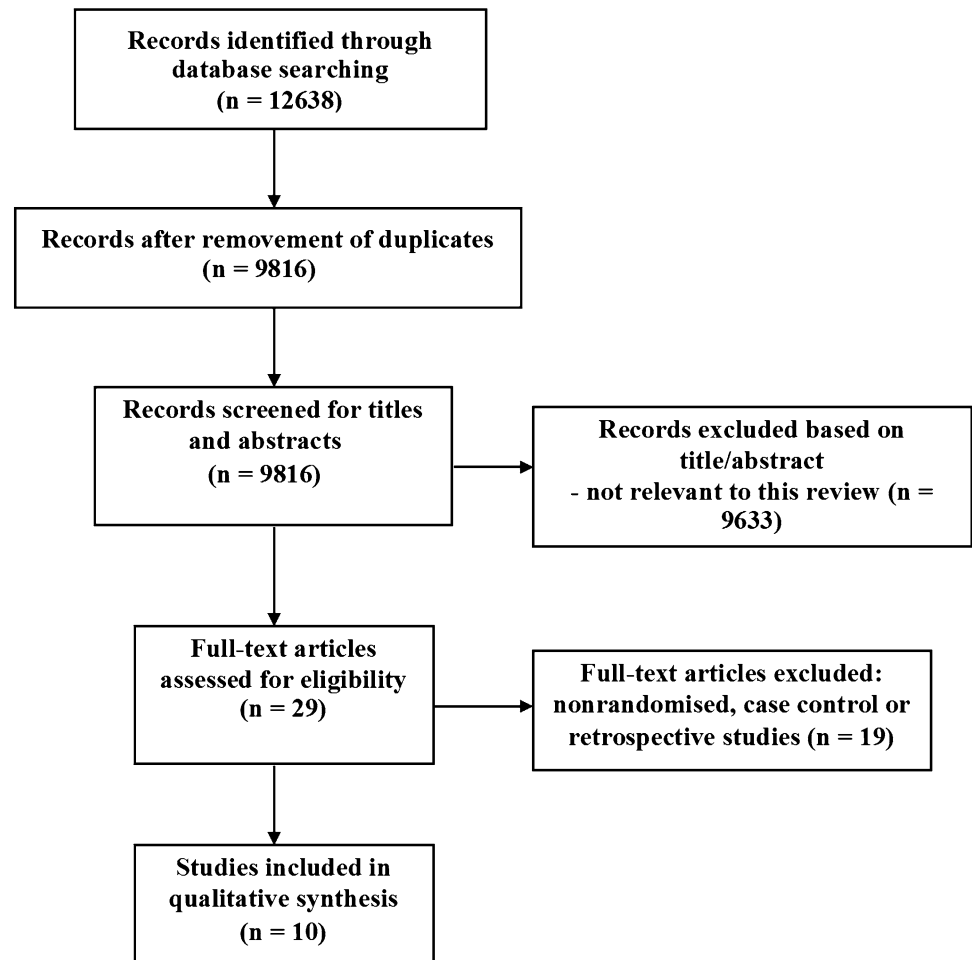 Records identified through
database searching
(n = 12638)
Records after removement of duplicates
(n = 9816)
Records screened for titles
and abstracts
(n = 9816)
Records excluded based on
title/abstract
- not relevant to this review (n =
9633)
Full-text articles
assessed for eligibility
(n = 29)
Full-text articles excluded:
nonrandomised, case control or
retrospective studies (n = 19)
Studies included in
qualitative synthesis
(n = 10)